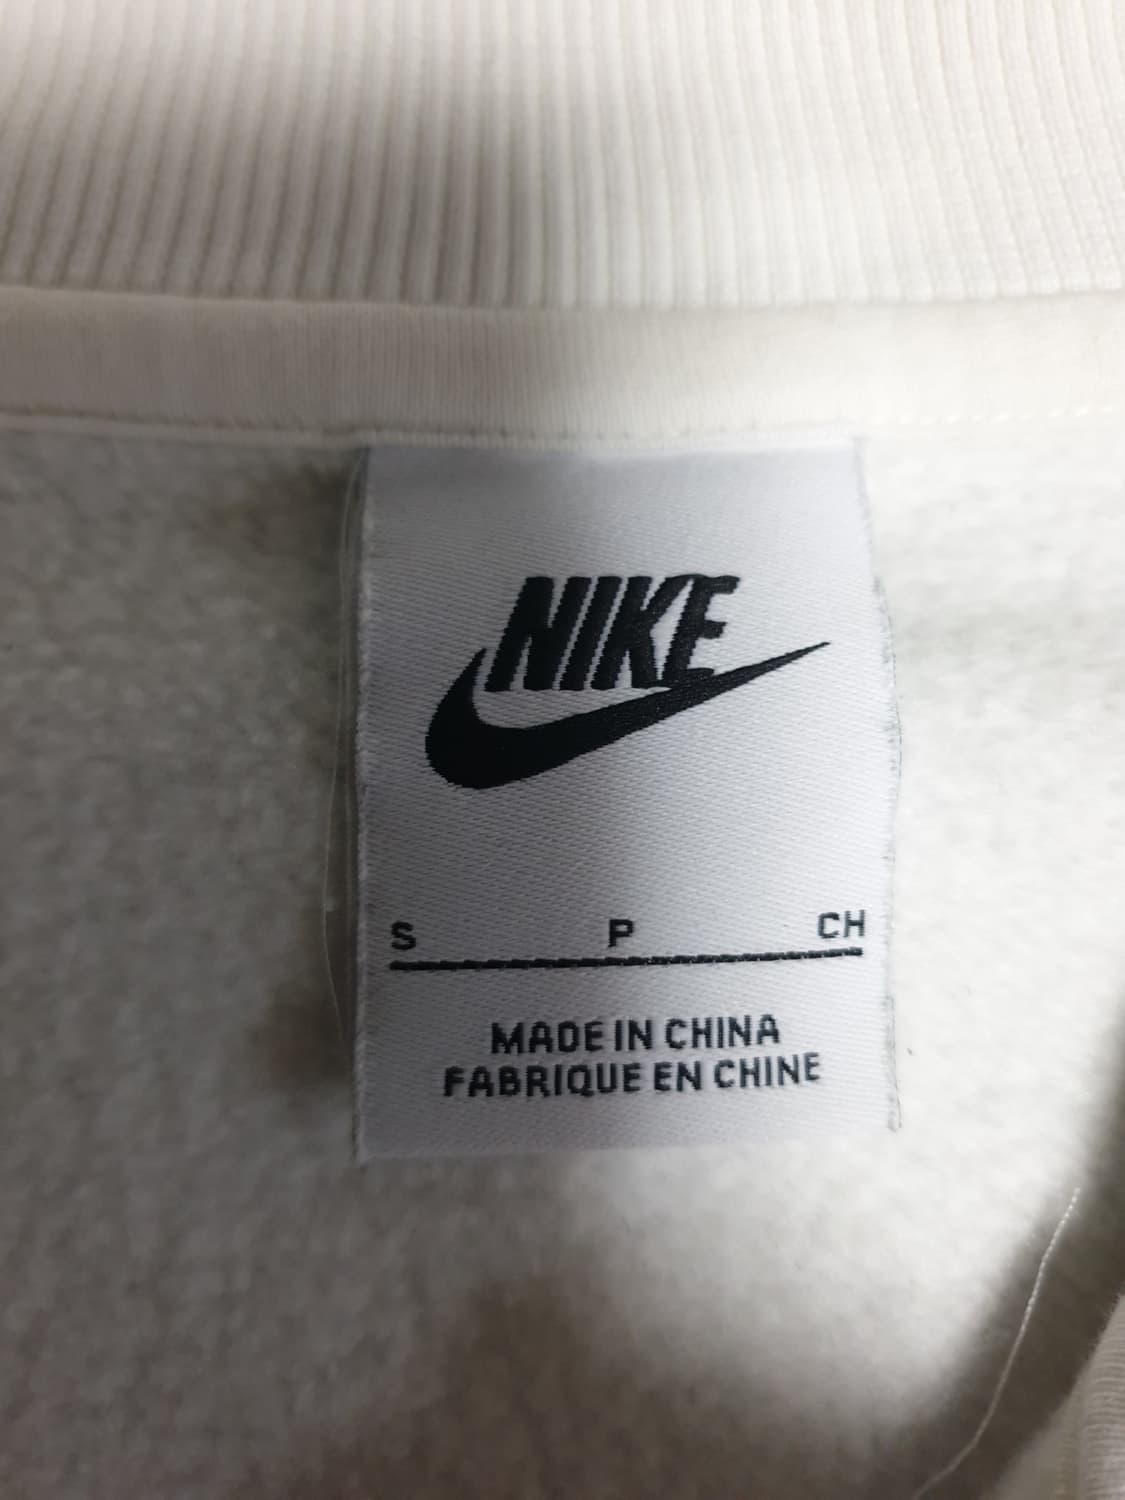 NIKE
S P CH
MADE IN CHINA
FABRIQUE EN CHINE